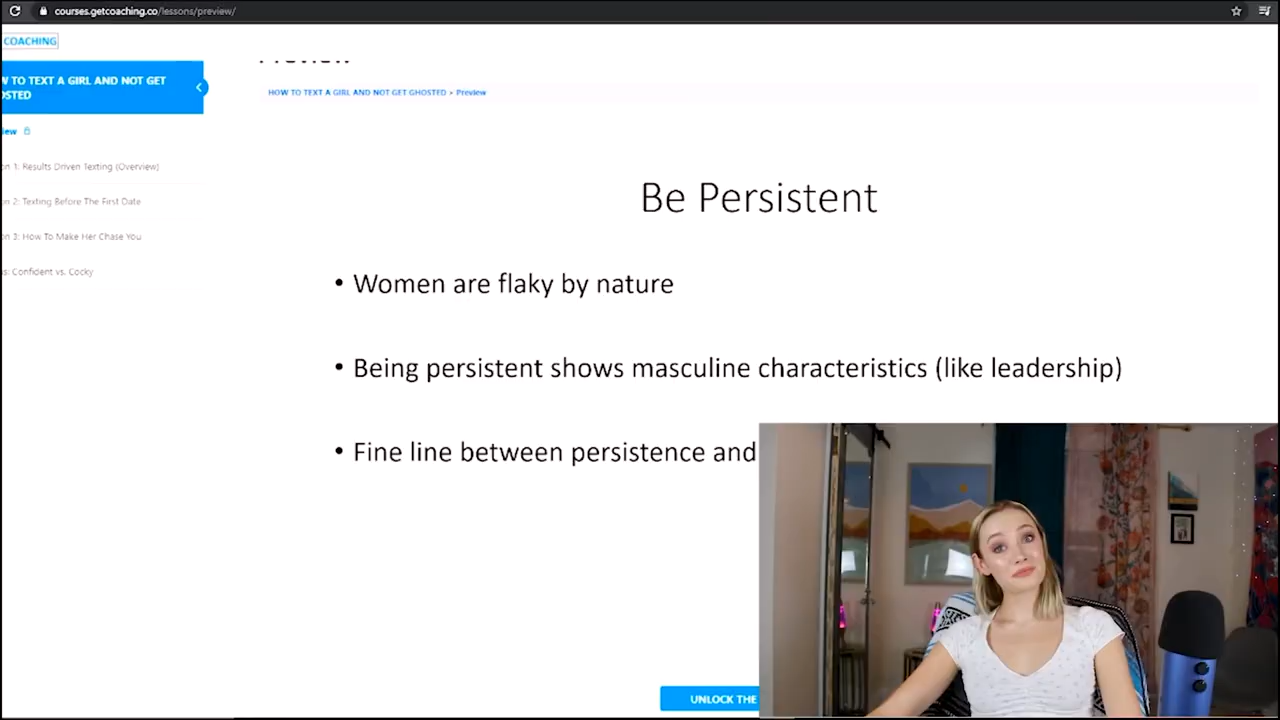 courses.getcoaching.co/lessons/preview/
COACHING
W TO TEXT A GIRL AND NOT GET
OSTED
HOW TO TEXT A GIRL AND NOT GET GHOSTED > Preview
iew
on 1: Results Driven Texting (Overview)
on 2: Texting Before The First Date
on 3: How To Make Her Chase You
us: Confident vs. Cocky
Be Persistent
• Women are flaky by nature
• Being persistent shows masculine characteristics (like leadership)
• Fine line between persistence and
UNLOCK THE